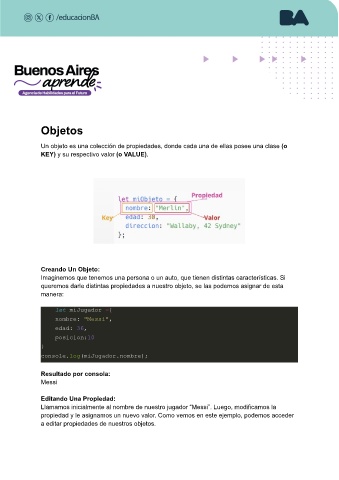 /educacionBA
BA
Buenos Aires
aprende
Agencia de Habilidades para el Futuro
Objetos
Un objeto es una colección de propiedades, donde cada una de ellas posee una clase (o
KEY) y su respectivo valor (o VALUE).
Propiedad
let miObjeto = {
nombre: "Merlin",
Key
edad: 30,
Valor
direccion: "Wallaby, 42 Sydney"
};
Creando Un Objeto:
Imaginemos que tenemos una persona o un auto, que tienen distintas características. Si
queremos darle distintas propiedades a nuestro objeto, se las podemos asignar de esta
manera:
let miJugador ={
nombre: "Messi",
edad: 36,
posicion:10
}
console.log(miJugador.nombre);
Resultado por consola:
Messi
Editando Una Propiedad:
Llamamos inicialmente al nombre de nuestro jugador "Messi". Luego, modificamos la
propiedad y le asignamos un nuevo valor. Como vemos en este ejemplo, podemos acceder
a editar propiedades de nuestros objetos.